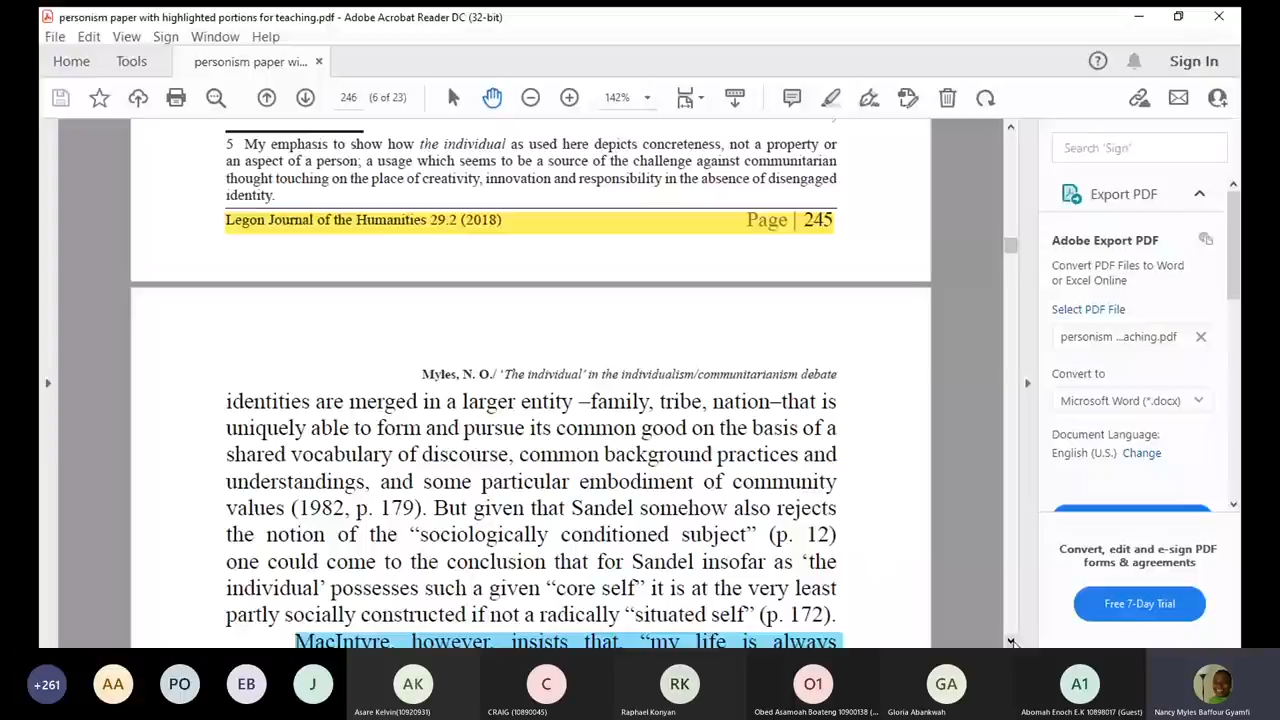 personism paper with highlighted portions for teaching.pdf - Adobe Acrobat Reader DC (32-bit)
File Edit View Sign Window Help
Home Tools personism paper wi... ×
Sign In
246 (6 of 23) 142%
5 My emphasis to show how the individual as used here depicts concreteness, not a property or
an aspect of a person; a usage which seems to be a source of the challenge against communitarian
thought touching on the place of creativity, innovation and responsibility in the absence of disengaged
identity.
Legon Journal of the Humanities 29.2 (2018) Page | 245
Myles, N. O./ ‘The individual’ in the individualism/communitarianism debate
identities are merged in a larger entity –family, tribe, nation–that is
uniquely able to form and pursue its common good on the basis of a
shared vocabulary of discourse, common background practices and
understandings, and some particular embodiment of community
values (1982, p. 179). But given that Sandel somehow also rejects
the notion of the “sociologically conditioned subject” (p. 12)
one could come to the conclusion that for Sandel insofar as ‘the
individual’ possesses such a given “core self” it is at the very least
partly socially constructed if not a radically “situated self” (p. 172).
MacIntyre, however, insists that, “my life is always
Search 'Sign'
Export PDF
Adobe Export PDF
Convert PDF Files to Word
or Excel Online
Select PDF File
personism ...aching.pdf
Convert to
Microsoft Word (*.docx)
Document Language:
English (U.S.) Change
Convert, edit and e-sign PDF
forms & agreements
Free 7-Day Trial
+261 AA PO EB J AK C RK O1 GA A1
Asare Kelvin(10920931) CRAIG (10890045) Raphael Konyan Obed Asamoah Boateng 10900138 (... Gloria Abankwah Abomah Enoch E.K 10898017 (Guest) Nancy Myles Baffour Gyamfi